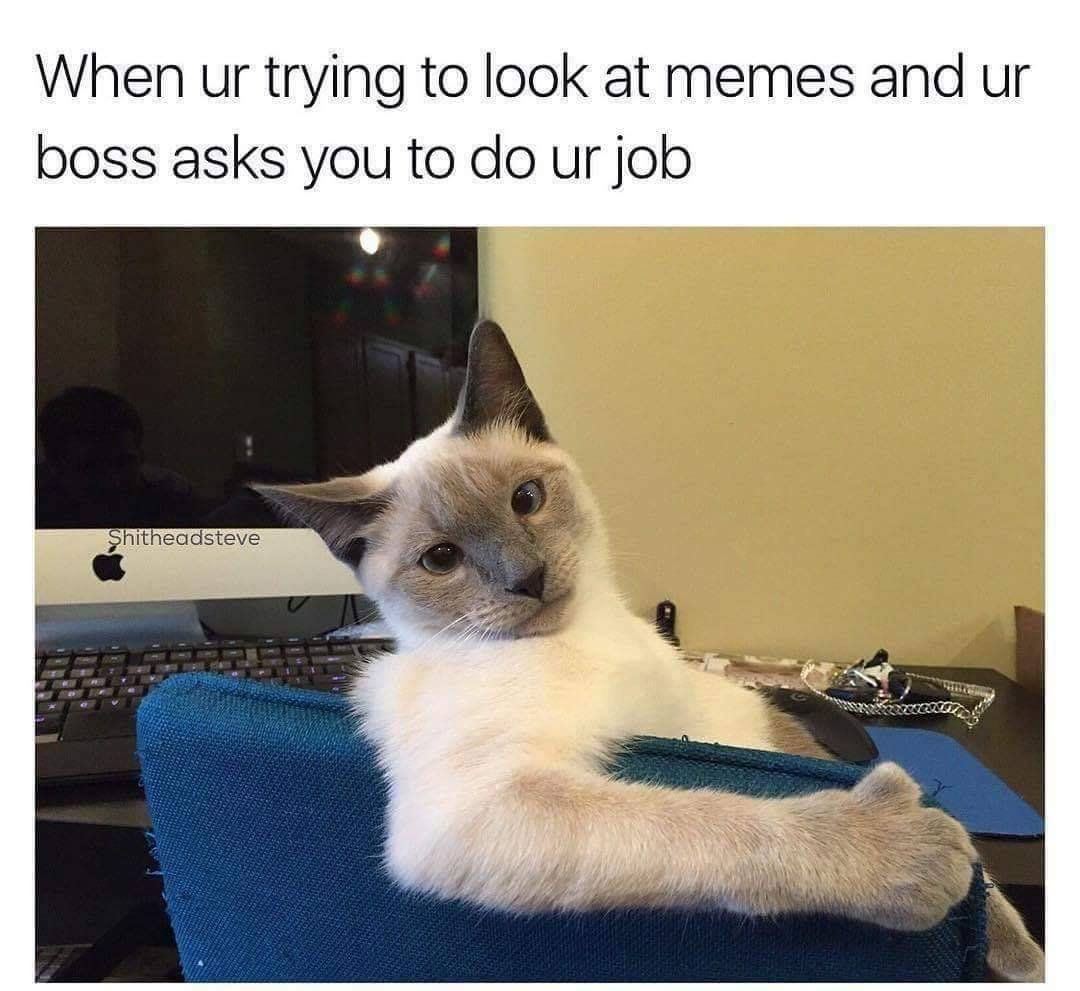 When ur trying to look at memes and ur
boss asks you to do ur job
Shitheadsteve